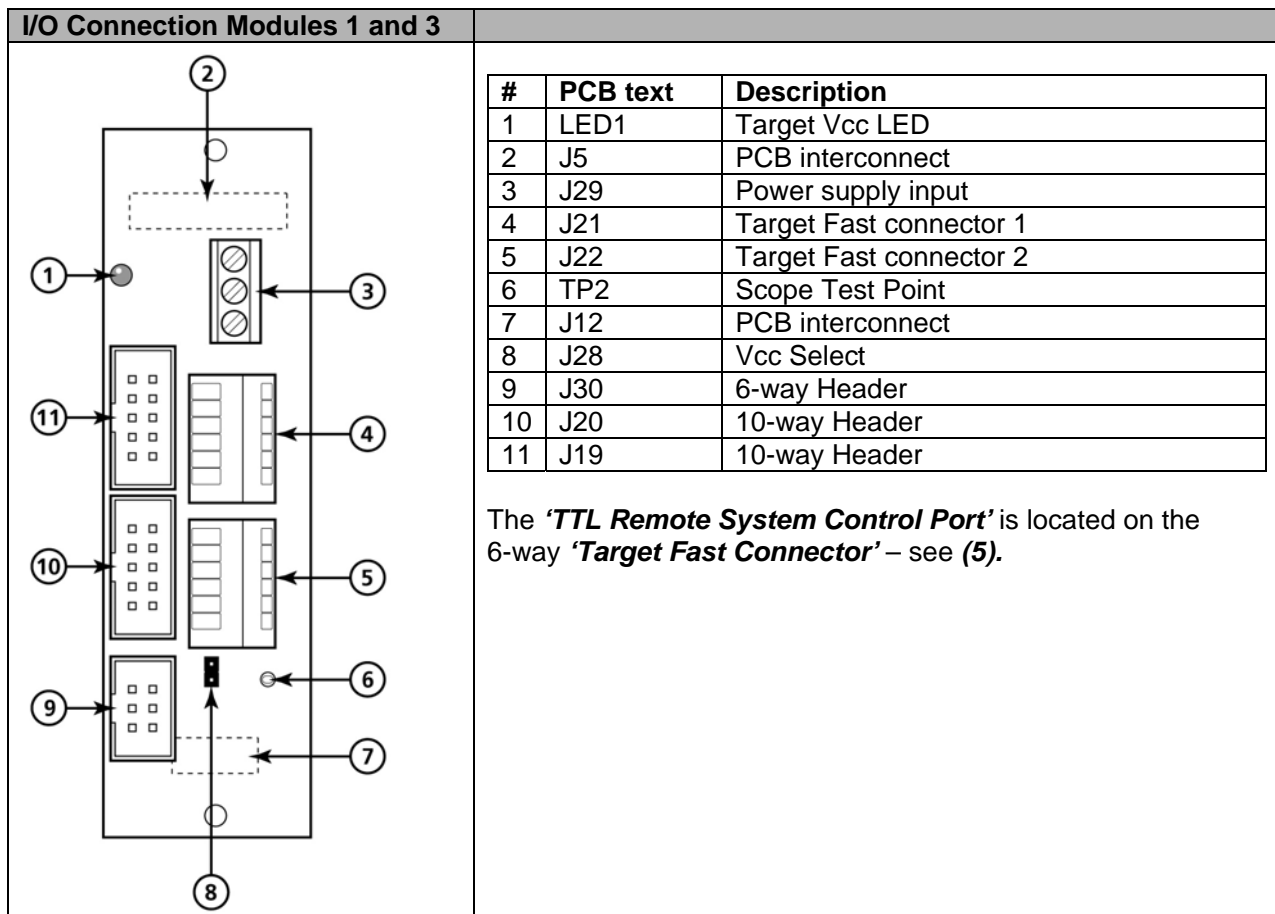 I/O Connection Modules 1 and 3
2
1
3
11
4
10
5
9
6
7
8
# PCB text Description
1 LED1 Target Vcc LED
2 J5 PCB interconnect
3 J29 Power supply input
4 J21 Target Fast connector 1
5 J22 Target Fast connector 2
6 TP2 Scope Test Point
7 J12 PCB interconnect
8 J28 Vcc Select
9 J30 6-way Header
10 J20 10-way Header
11 J19 10-way Header
The ‘TTL Remote System Control Port’ is located on the
6-way ‘Target Fast Connector’ – see (5).